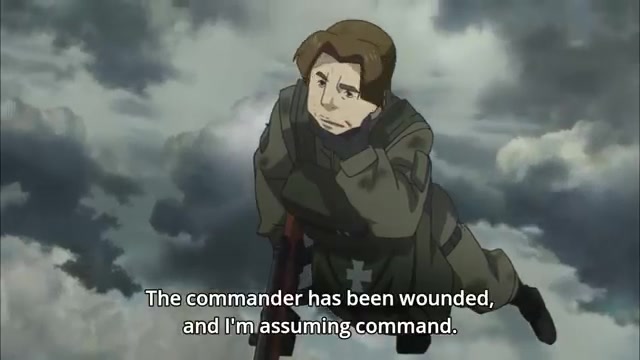 The commander has been wounded,
and I'm assuming command.